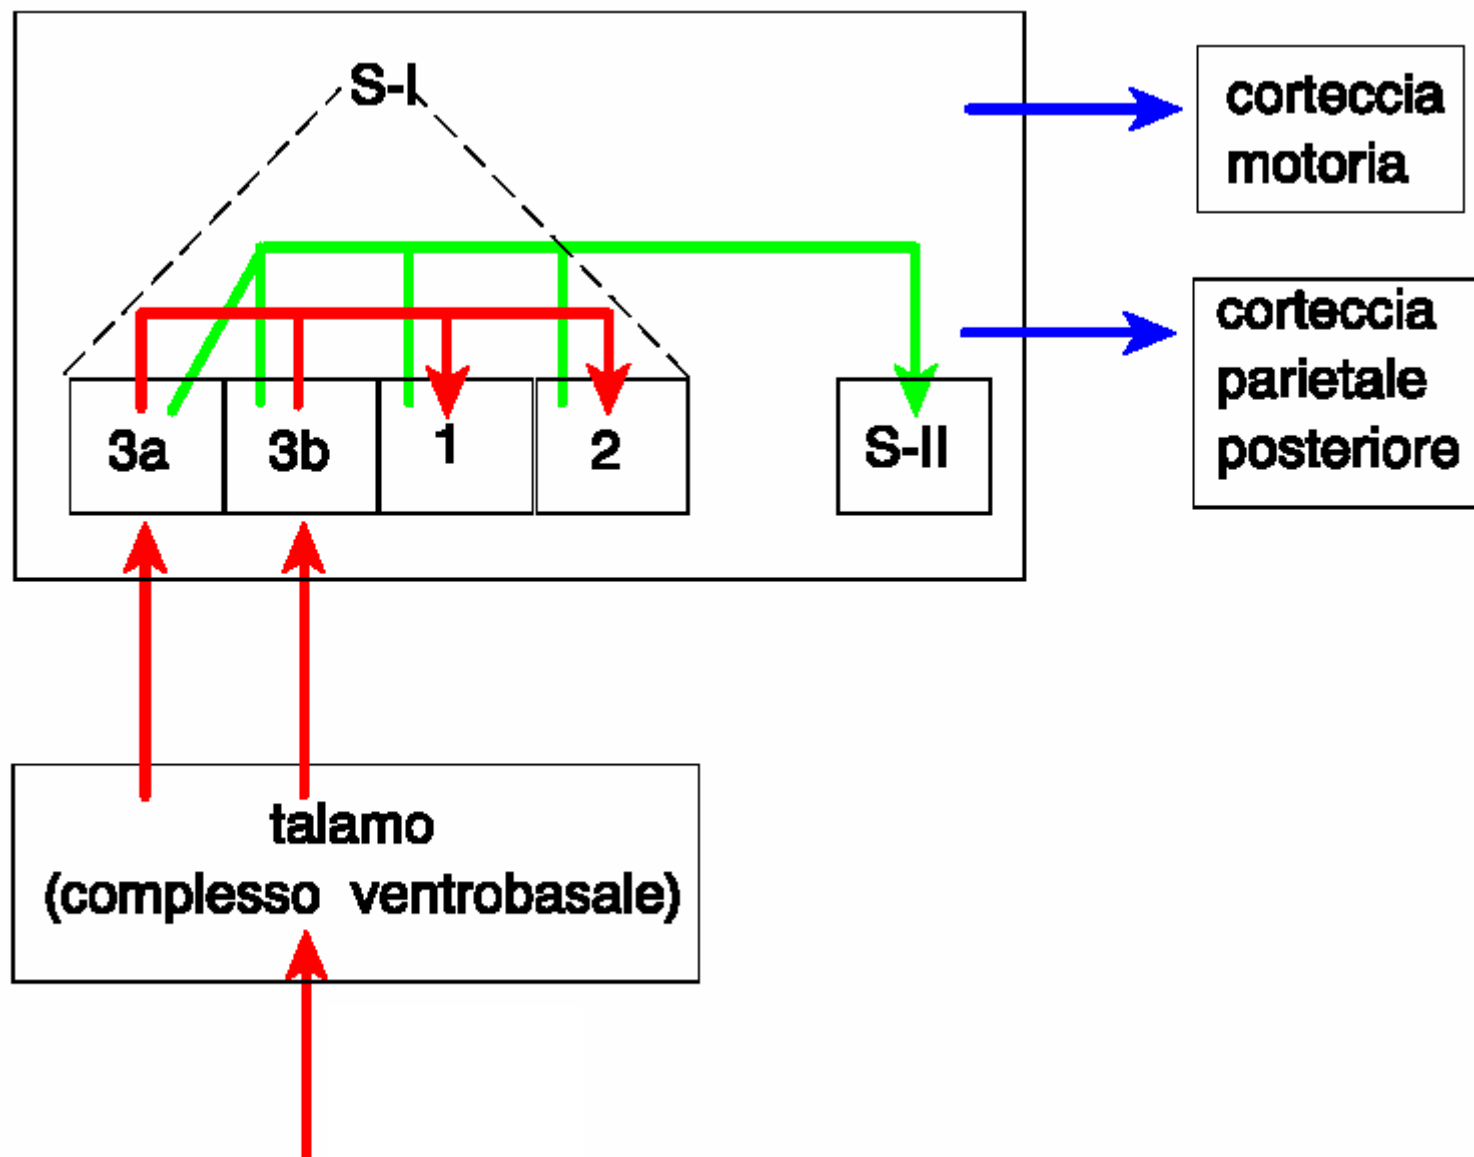 S-I
corteccia
motoria
corteccia
parietale
posteriore
3a
3b
1
2
S-II
talamo
(complesso ventrobasale)